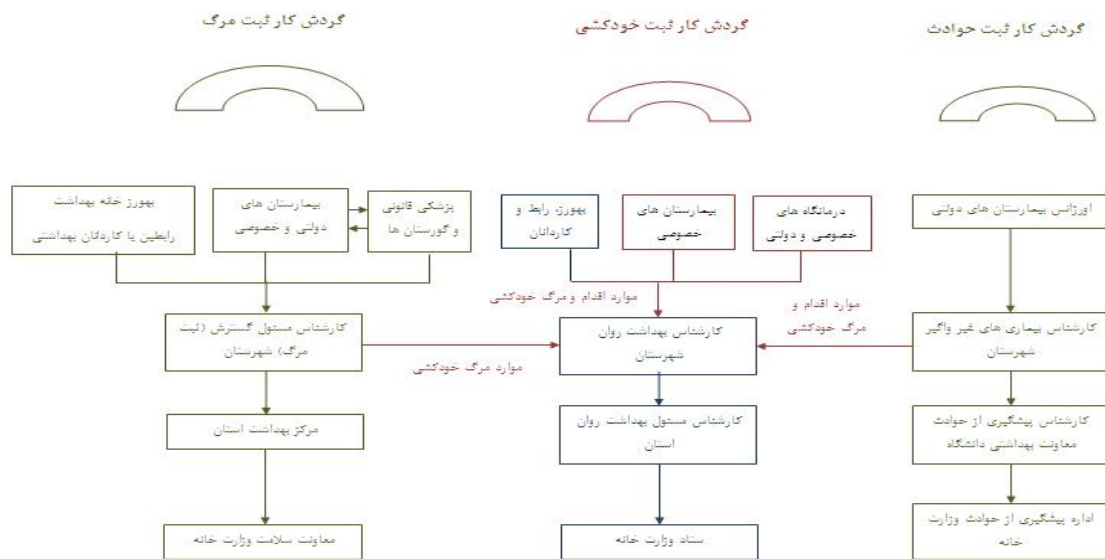 گردش کار ثبت حوادث
گردش کار ثبت خودکشی
گردش کار ثبت مرگ
اورژانس بیمارستان های دولتی
درمانگاه های
خصوصی و دولتی
بیمارستان های
خصوصی
بهورز، رابط و
کاردانان
پزشکی قانونی
و گورستان ها
بیمارستان های
دولتی و خصوصی
بهورز خانه بهداشت
رابطین یا کاردانان بهداشتی
موارد اقدام و
مرگ خودکشی
موارد اقدام و مرگ خودکشی
کارشناس بیماری های غیر واگیر
شهرستان
کارشناس بهداشت روان
شهرستان
کارشناس مسئول گسترش (ثبت
مرگ) شهرستان
موارد مرگ خودکشی
کارشناس پیشگیری از حوادث
معاونت بهداشتی دانشگاه
کارشناس مسئول بهداشت روان
استان
مرکز بهداشت استان
اداره پیشگیری از حوادث وزارت
خانه
ستاد وزارت خانه
معاونت سلامت وزارت خانه